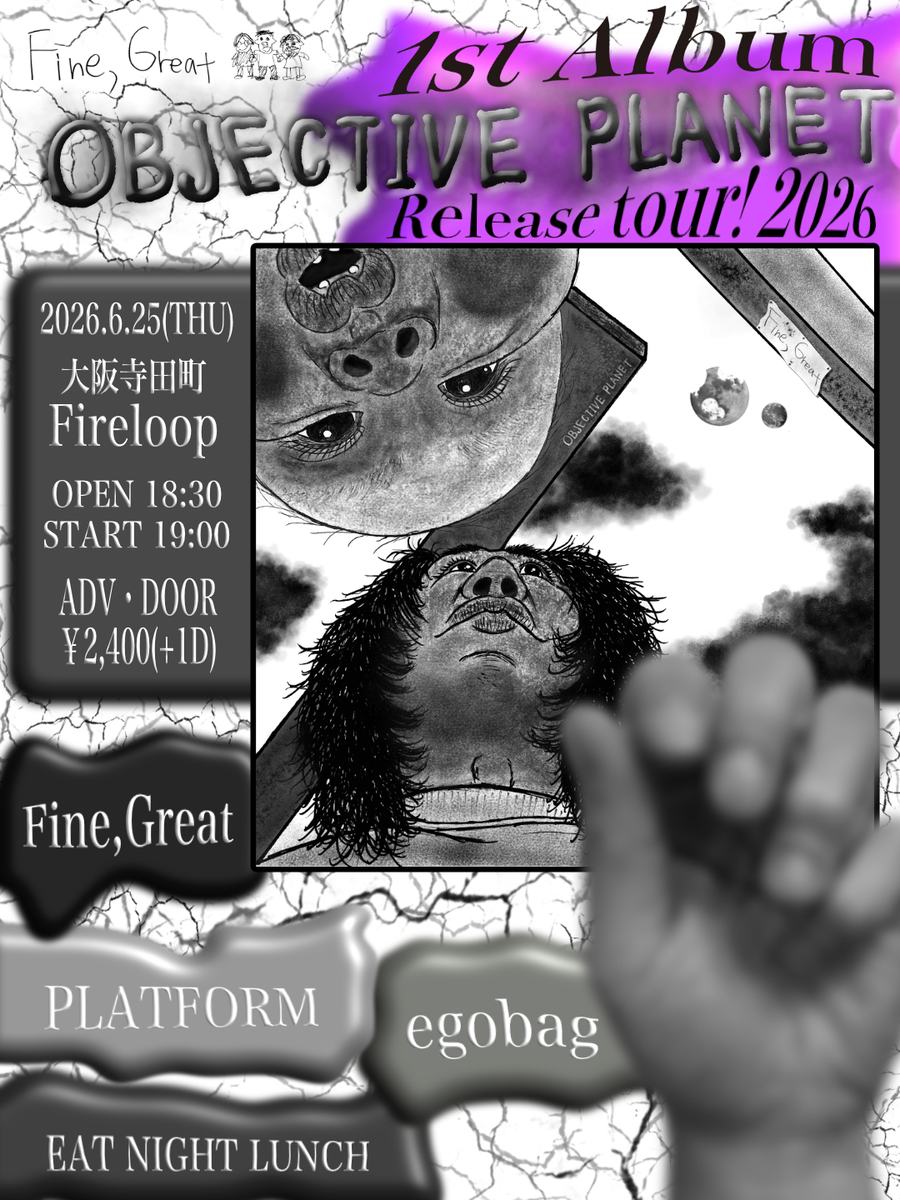 Fine, Great
1st Album
OBJECTIVE PLANET
Release tour! 2026
2026.6.25(THU)
大阪寺田町
Fireloop
OPEN 18:30
START 19:00
ADV・DOOR
¥2,400(+1D)
OBJECTIVE PLANET
Fine, Great
Fine,Great
PLATFORM
egobag
EAT NIGHT LUNCH